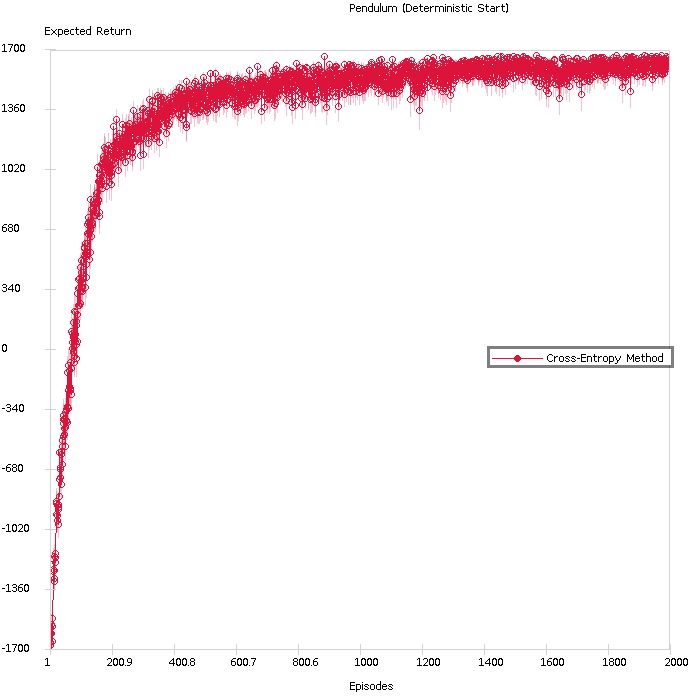 Pendulum (Deterministic Start)
Expected Return
1700
1360
1020
680
340
0
-340
-680
-1020
-1360
-1700
Cross-Entropy Method
1 200.9 400.8 600.7 800.6 1000 1200 1400 1600 1800 2000
Episodes